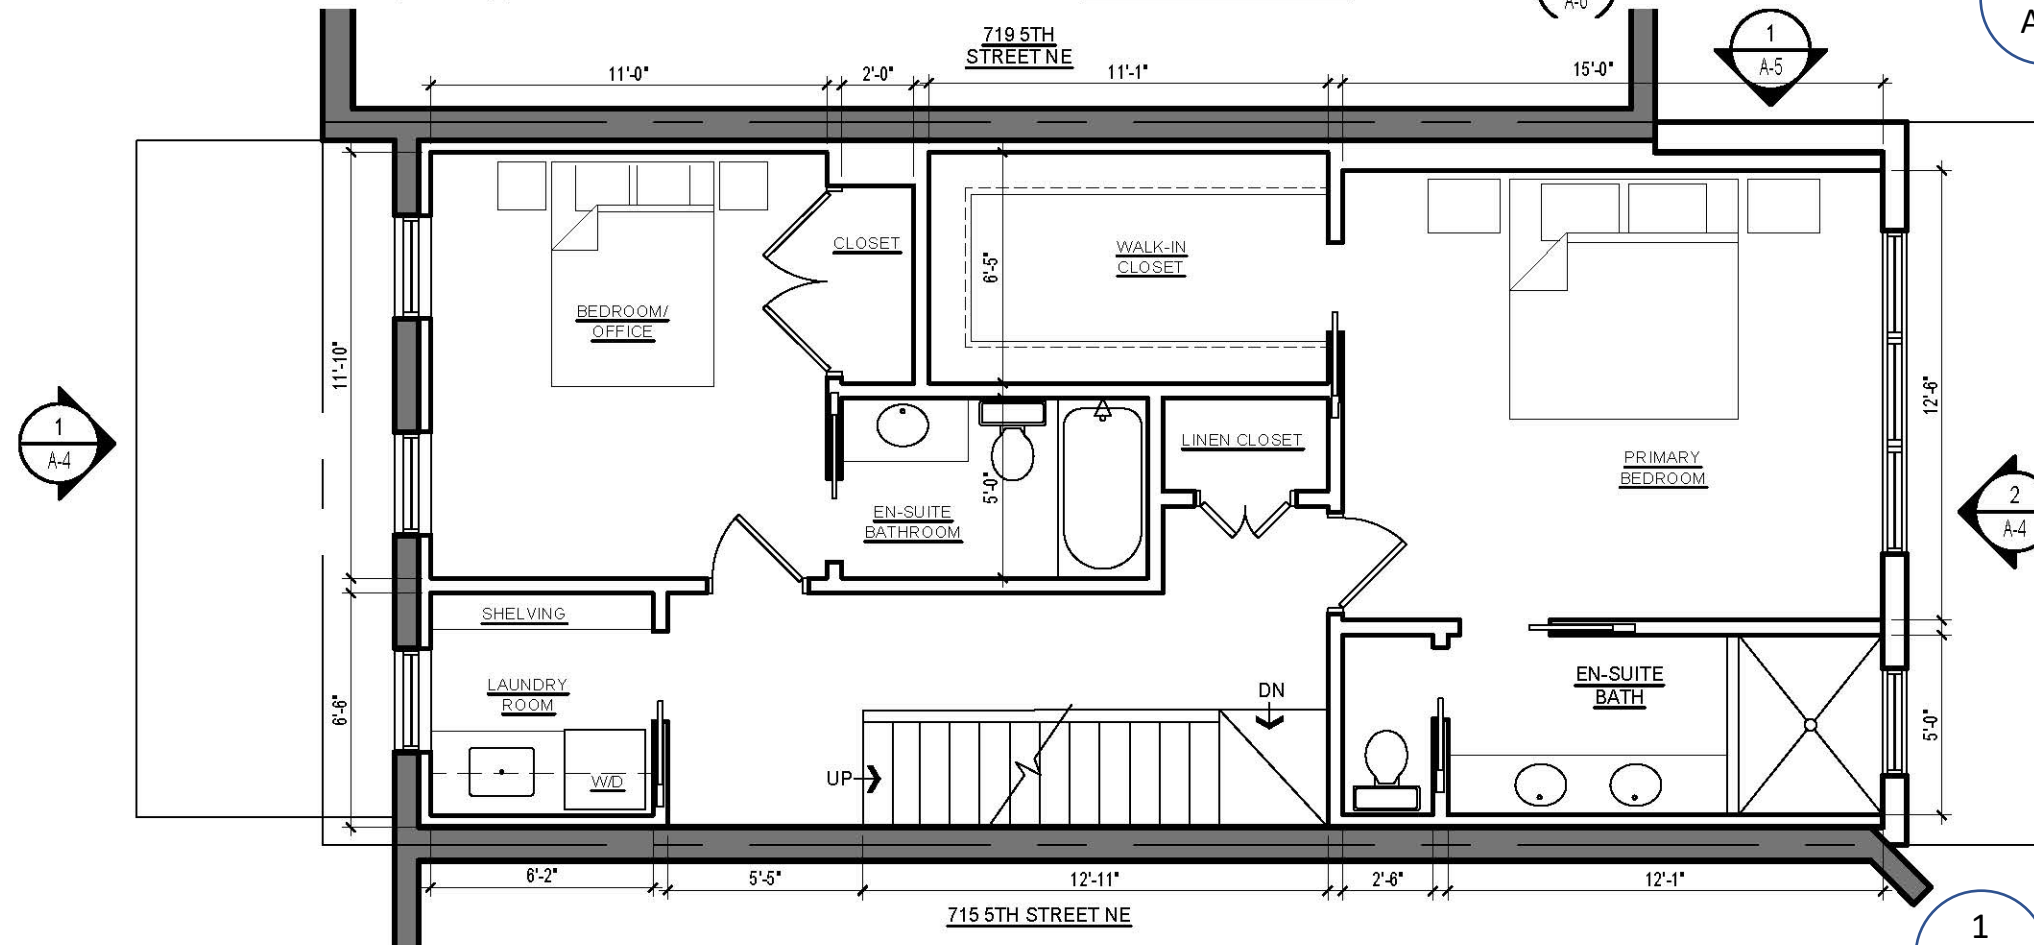 A-6
1
A-5
A
719 5TH
STREET NE
11'-0"
2'-0"
11'-1"
15'-0"
CLOSET
WALK-IN
CLOSET
6'-5"
BEDROOM/
OFFICE
11'-10"
12'-6"
1
A-4
LINEN CLOSET
PRIMARY
BEDROOM
5'-0"
EN-SUITE
BATHROOM
2
A-4
SHELVING
LAUNDRY
ROOM
6'-6"
EN-SUITE
BATH
DN
5'-0"
UP
W/D
6'-2"
5'-5"
12'-11"
2'-6"
12'-1"
715 5TH STREET NE
1